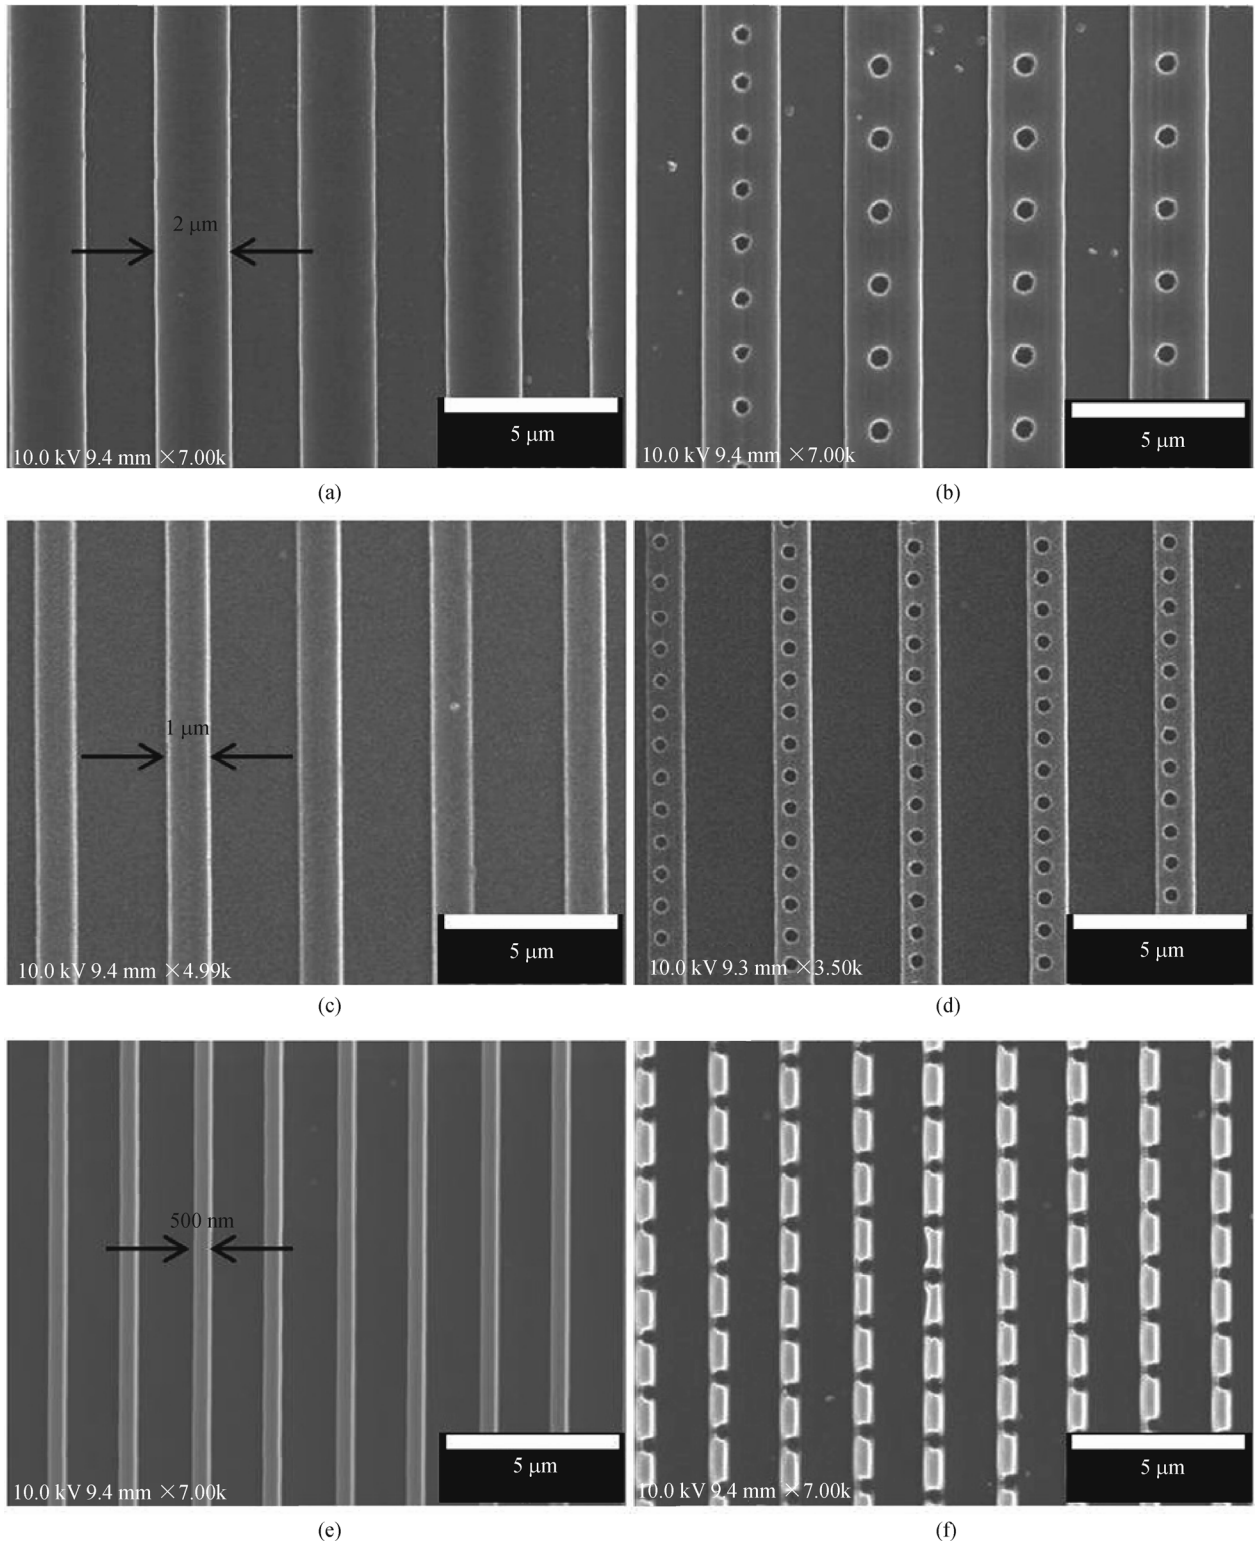 2 μm
5 μm
10.0 kV 9.4 mm ×7.00k
(a)
5 μm
10.0 kV 9.4 mm ×7.00k
(b)
1 μm
5 μm
10.0 kV 9.4 mm ×4.99k
(c)
5 μm
10.0 kV 9.3 mm ×3.50k
(d)
500 nm
5 μm
10.0 kV 9.4 mm ×7.00k
(e)
5 μm
10.0 kV 9.4 mm ×7.00k
(f)